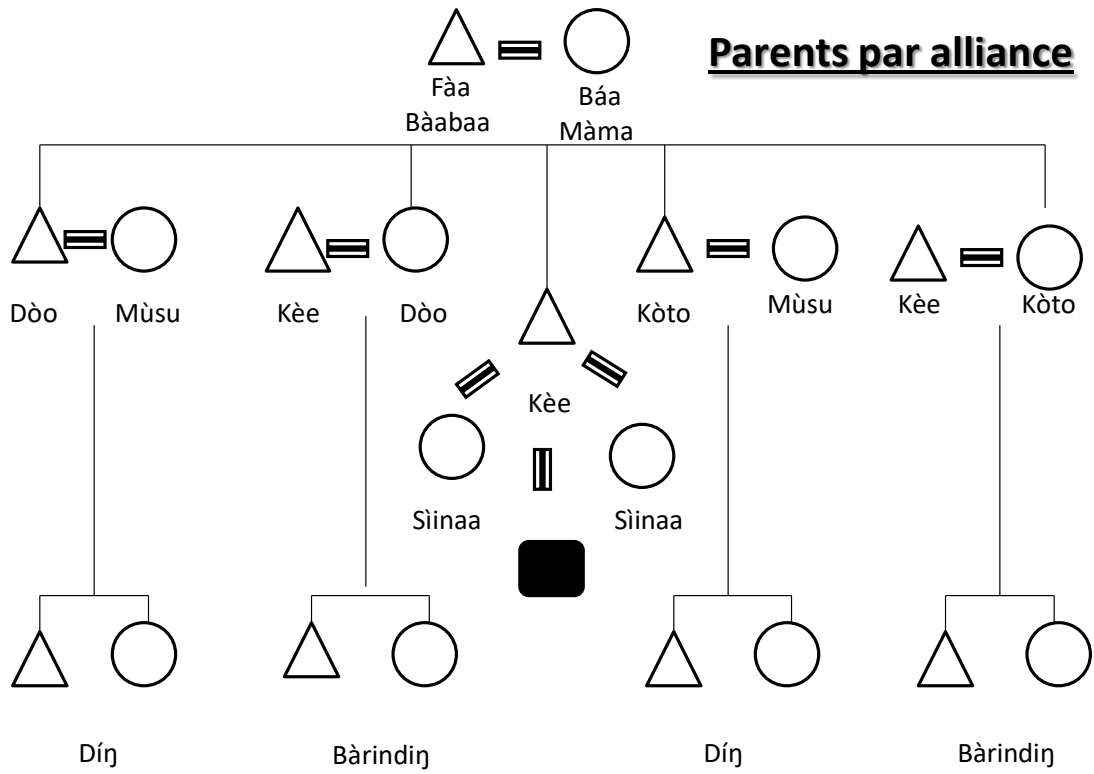 Parents par alliance
Fàa Báa
Bàabaa Màma
Dòo Mùsu Kèe Dòo Kòto Mùsu Kèe Kòto
Kèe
Sìinaa Sìinaa
Díŋ Bàrindiŋ Díŋ Bàrindiŋ